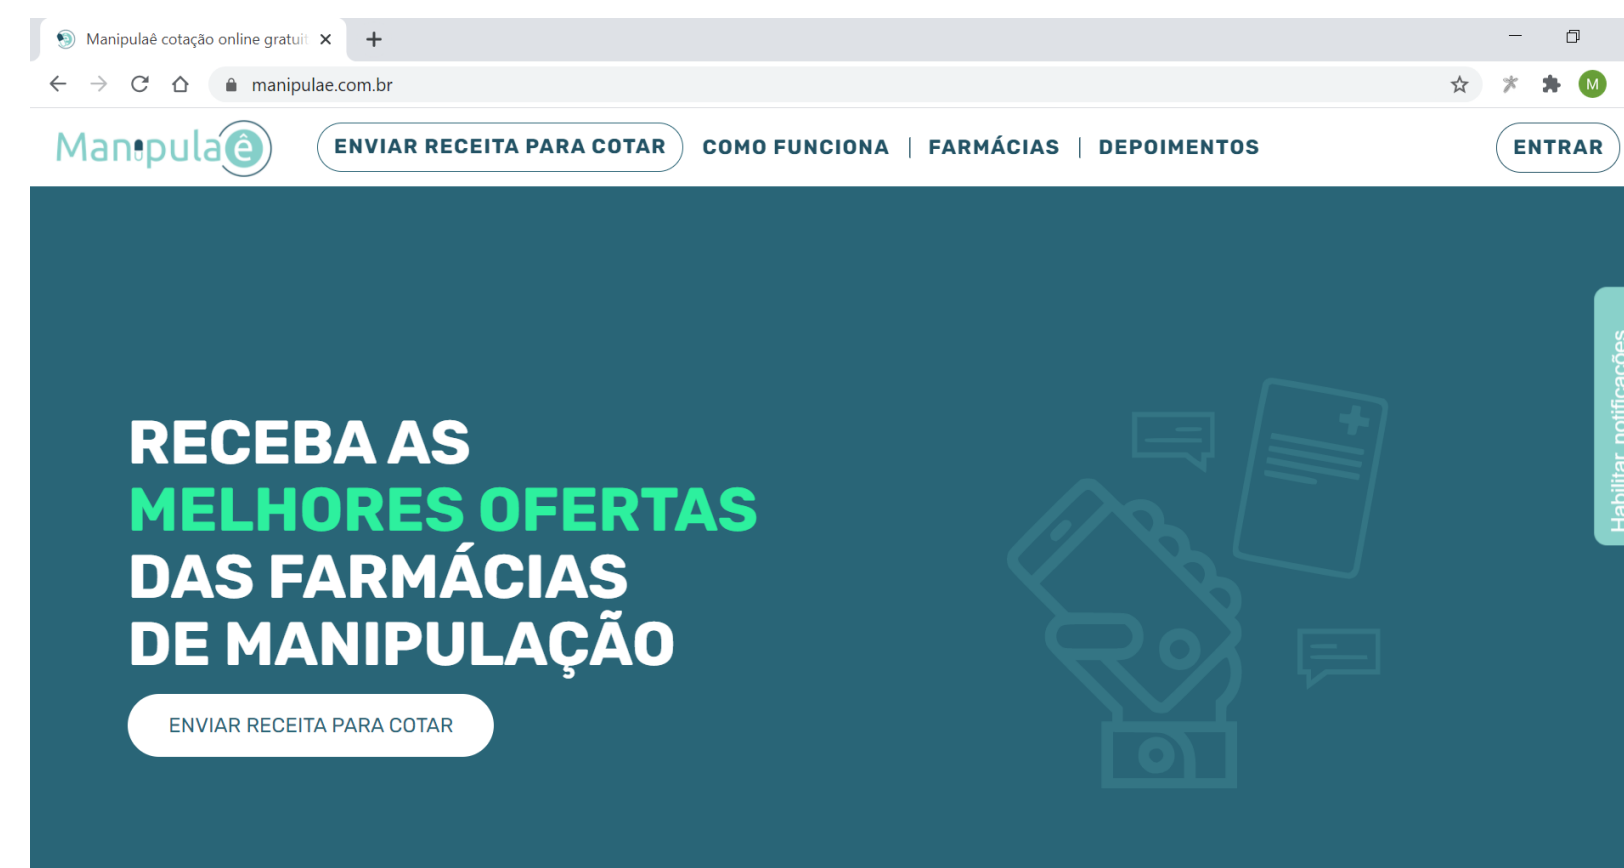 Manipulaê cotação online gratuit
manipulae.com.br
M
Manipulaê
ENVIAR RECEITA PARA COTAR
COMO FUNCIONA | FARMÁCIAS | DEPOIMENTOS
ENTRAR
Habilitar notificações
RECEBA AS
MELHORES OFERTAS
DAS FARMÁCIAS
DE MANIPULAÇÃO
ENVIAR RECEITA PARA COTAR